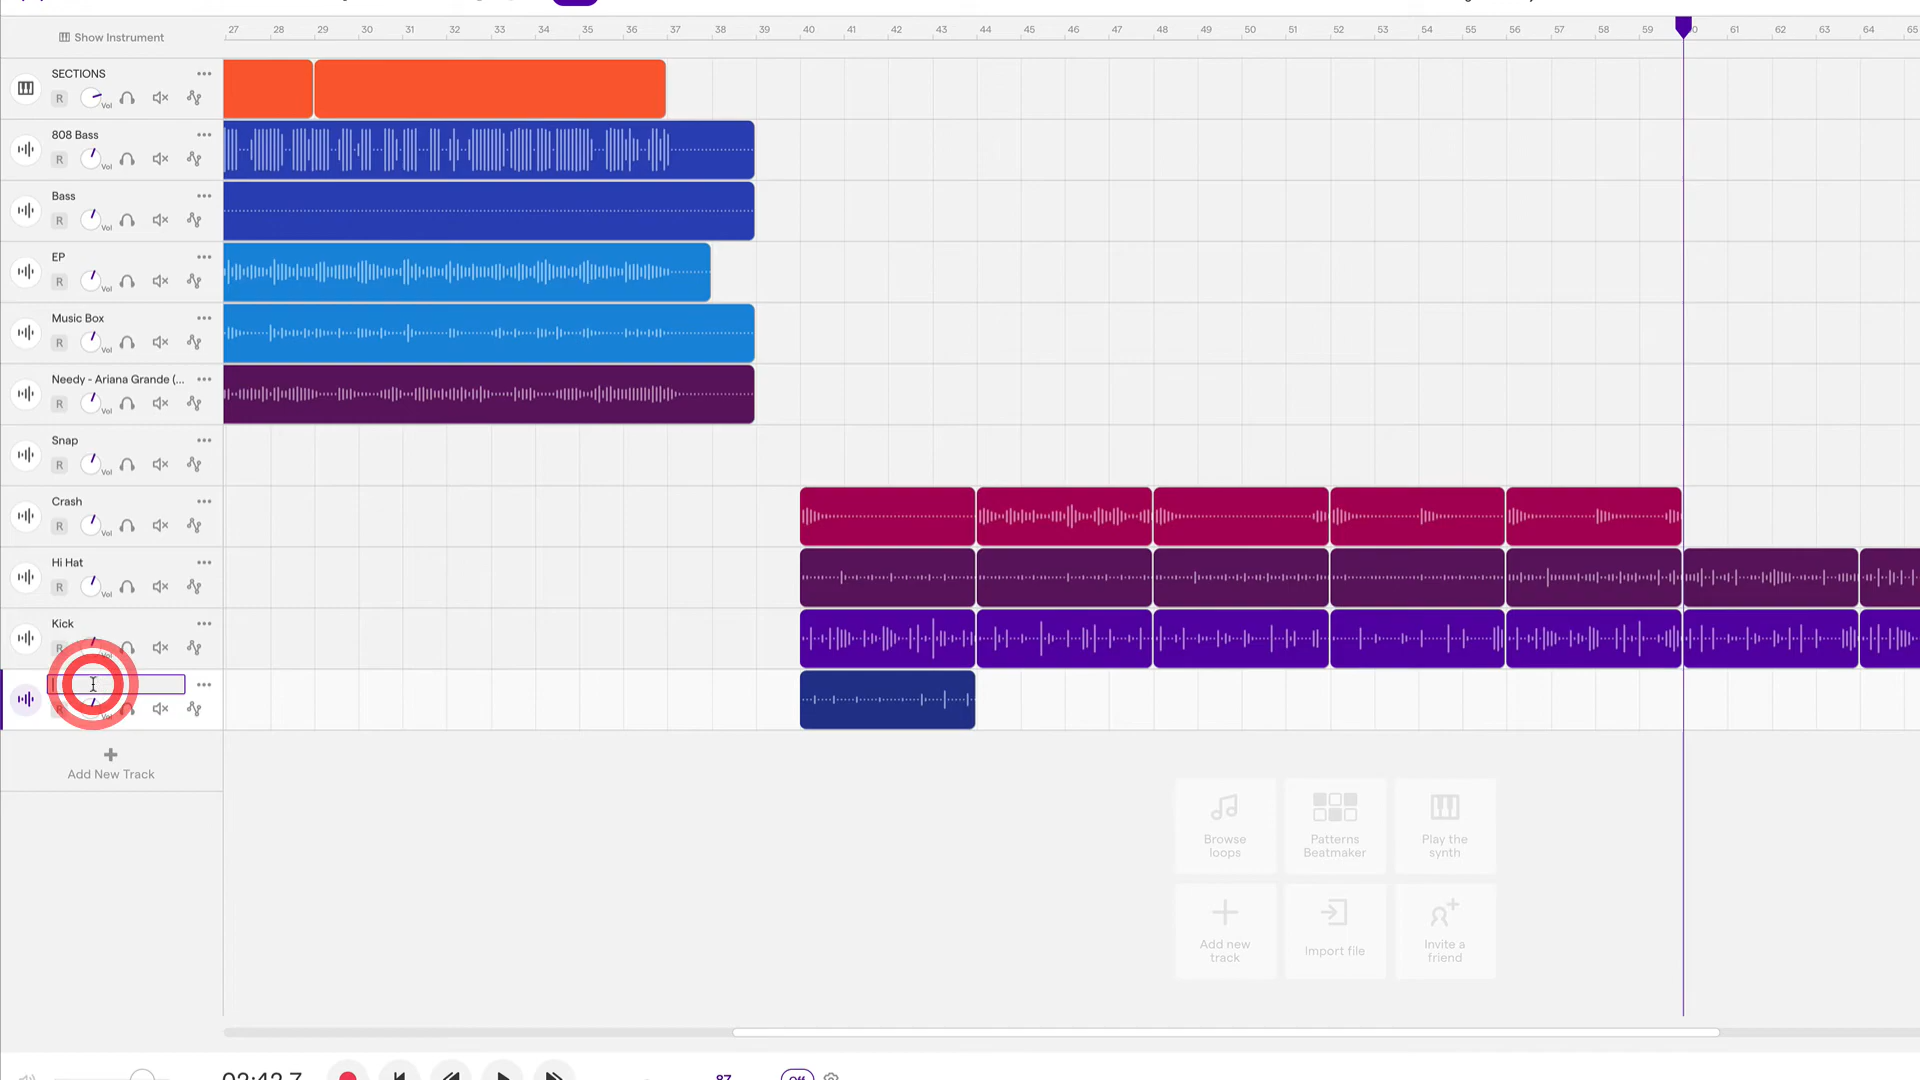 Show Instrument
27 28 29 30 31 32 33 34 35 36 37 38 39 40 41 42 43 44 45 46 47 48 49 50 51 52 53 54 55 56 57 58 59 61 62 63 64 65
SECTIONS
R Vol
808 Bass
R Vol
Bass
R Vol
EP
R Vol
Music Box
R Vol
Needy - Ariana Grande (...
R Vol
Snap
R Vol
Crash
R Vol
Hi Hat
R Vol
Kick
R Vol
Add New Track
Browse
loops
Patterns
Beatmaker
Play the
synth
Add new
track
Import file
Invite a
friend
02:42.7
87
Off